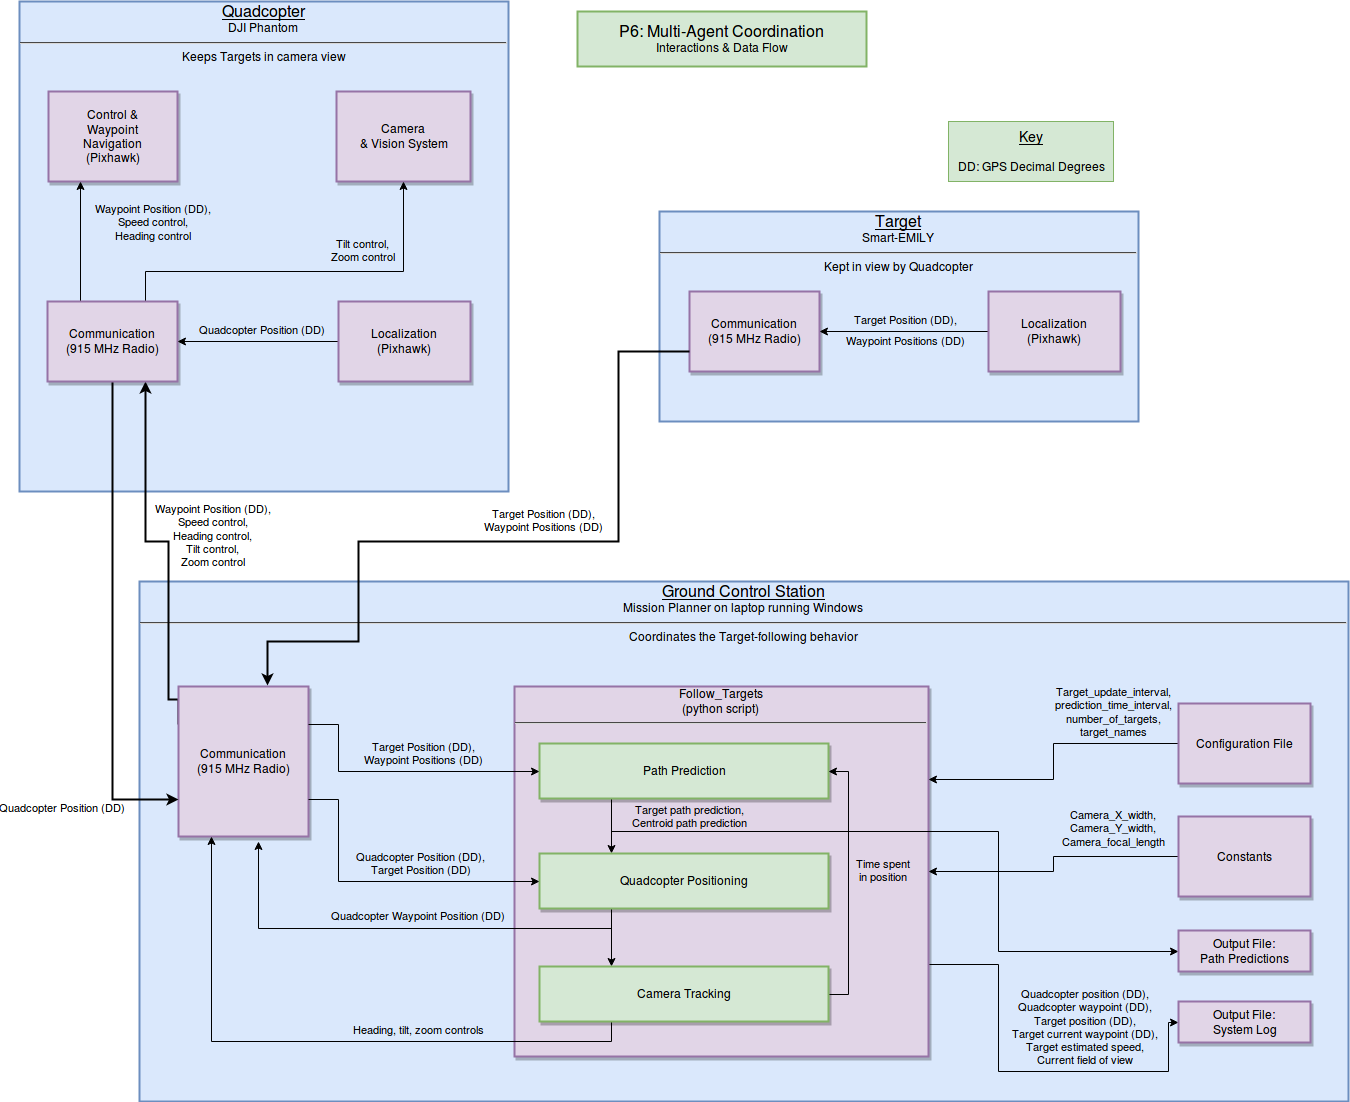 Quadcopter
DJI Phantom
Keeps Targets in camera view
Control &
Waypoint
Navigation
(Pixhawk)
Camera
& Vision System
Waypoint Position (DD),
Speed control,
Heading control
Tilt control,
Zoom control
Communication
(915 MHz Radio)
Quadcopter Position (DD)
Localization
(Pixhawk)
P6: Multi-Agent Coordination
Interactions & Data Flow
Key
DD: GPS Decimal Degrees
Target
Smart-EMILY
Kept in view by Quadcopter
Communication
(915 MHz Radio)
Target Position (DD),
Waypoint Positions (DD)
Localization
(Pixhawk)
Waypoint Position (DD),
Speed control,
Heading control,
Tilt control,
Zoom control
Target Position (DD),
Waypoint Positions (DD)
Quadcopter Position (DD)
Ground Control Station
Mission Planner on laptop running Windows
Coordinates the Target-following behavior
Communication
(915 MHz Radio)
Target Position (DD),
Waypoint Positions (DD)
Quadcopter Position (DD),
Target Position (DD)
Quadcopter Waypoint Position (DD)
Heading, tilt, zoom controls
Follow_Targets
(python script)
Path Prediction
Target path prediction,
Centroid path prediction
Quadcopter Positioning
Time spent
in position
Camera Tracking
Target_update_interval,
prediction_time_interval,
number_of_targets,
target_names
Configuration File
Camera_X_width,
Camera_Y_width,
Camera_focal_length
Constants
Output File:
Path Predictions
Quadcopter position (DD),
Quadcopter waypoint (DD),
Target position (DD),
Target current waypoint (DD),
Target estimated speed,
Current field of view
Output File:
System Log